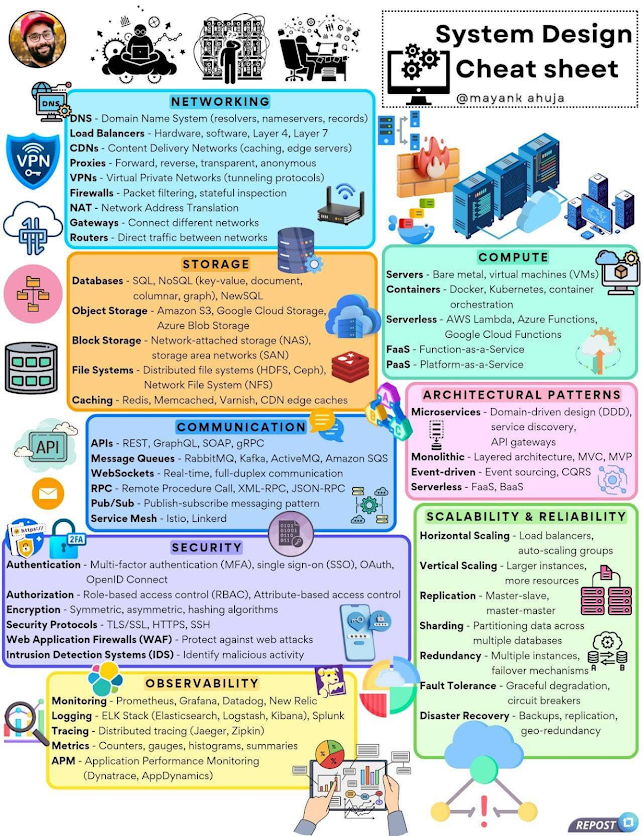 System Design
Cheat sheet
@mayank ahuja
NETWORKING
DNS
DNS - Domain Name System (resolvers, nameservers, records)
Load Balancers - Hardware, software, Layer 4, Layer 7
CDNs - Content Delivery Networks (caching, edge servers)
Proxies - Forward, reverse, transparent, anonymous
VPN
VPNs - Virtual Private Networks (tunneling protocols)
Firewalls - Packet filtering, stateful inspection
NAT - Network Address Translation
Gateways - Connect different networks
Routers - Direct traffic between networks
STORAGE
Databases - SQL, NoSQL (key-value, document,
columnar, graph), NewSQL
Object Storage - Amazon S3, Google Cloud Storage,
Azure Blob Storage
Block Storage - Network-attached storage (NAS),
storage area networks (SAN)
File Systems - Distributed file systems (HDFS, Ceph),
Network File System (NFS)
Caching - Redis, Memcached, Varnish, CDN edge caches
COMPUTE
Servers - Bare metal, virtual machines (VMs)
Containers - Docker, Kubernetes, container
orchestration
Serverless - AWS Lambda, Azure Functions,
Google Cloud Functions
FaaS - Function-as-a-Service
PaaS - Platform-as-a-Service
ARCHITECTURAL PATTERNS
Microservices - Domain-driven design (DDD),
service discovery,
API gateways
Monolithic - Layered architecture, MVC, MVP
Event-driven - Event sourcing, CQRS
Serverless - FaaS, BaaS
COMMUNICATION
API
APIs - REST, GraphQL, SOAP, gRPC
Message Queues - RabbitMQ, Kafka, ActiveMQ, Amazon SQS
WebSockets - Real-time, full-duplex communication
RPC - Remote Procedure Call, XML-RPC, JSON-RPC
Pub/Sub - Publish-subscribe messaging pattern
Service Mesh - Istio, Linkerd
SECURITY
https://
2FA
Authentication - Multi-factor authentication (MFA), single sign-on (SSO), OAuth,
OpenID Connect
Authorization - Role-based access control (RBAC), Attribute-based access control
Encryption - Symmetric, asymmetric, hashing algorithms
Security Protocols - TLS/SSL, HTTPS, SSH
Web Application Firewalls (WAF) - Protect against web attacks
Intrusion Detection Systems (IDS) - Identify malicious activity
SCALABILITY & RELIABILITY
Horizontal Scaling - Load balancers,
auto-scaling groups
Vertical Scaling - Larger instances,
more resources
Replication - Master-slave,
master-master
Sharding - Partitioning data across
multiple databases
Redundancy - Multiple instances,
failover mechanisms
A B
Fault Tolerance - Graceful degradation,
circuit breakers
Disaster Recovery - Backups, replication,
geo-redundancy
OBSERVABILITY
Monitoring - Prometheus, Grafana, Datadog, New Relic
Logging - ELK Stack (Elasticsearch, Logstash, Kibana), Splunk
Tracing - Distributed tracing (Jaeger, Zipkin)
Metrics - Counters, gauges, histograms, summaries
APM - Application Performance Monitoring
(Dynatrace, AppDynamics)
REPOST